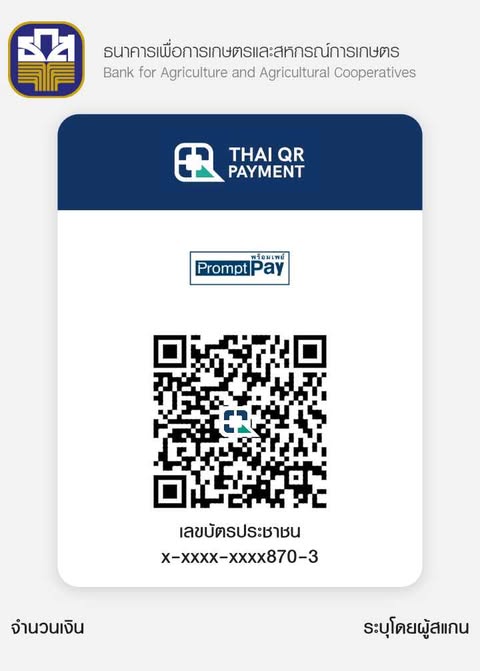 ธกส
ธนาคารเพื่อการเกษตรและสหกรณ์การเกษตร
Bank for Agriculture and Agricultural Cooperatives
THAI QR
PAYMENT
พร้อมเพย์
PromptPay
เลขบัตรประชาชน
x-xxxx-xxxx870-3
จำนวนเงิน ระบุโดยผู้สแกน